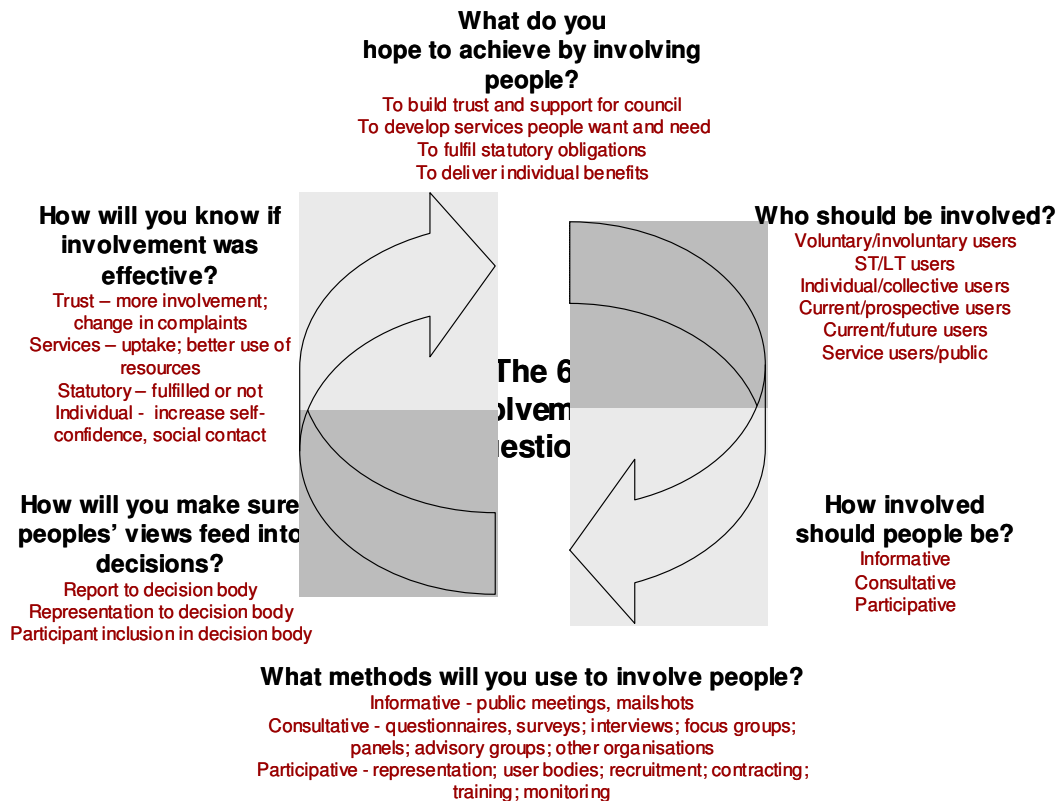 What do you
hope to achieve by involving
people?
To build trust and support for council
To develop services people want and need
To fulfil statutory obligations
To deliver individual benefits
Who should be involved?
Voluntary/involuntary users
ST/LT users
Individual/collective users
Current/prospective users
Current/future users
Service users/public
How involved
should people be?
Informative
Consultative
Participative
What methods will you use to involve people?
Informative - public meetings, mailshots
Consultative - questionnaires, surveys; interviews; focus groups;
panels; advisory groups; other organisations
Participative - representation; user bodies; recruitment; contracting;
training; monitoring
How will you make sure
peoples’ views feed into
decisions?
Report to decision body
Representation to decision body
Participant inclusion in decision body
How will you know if
involvement was
effective?
Trust – more involvement;
change in complaints
Services – uptake; better use of
resources
Statutory – fulfilled or not
Individual - increase self-
confidence, social contact
The 6